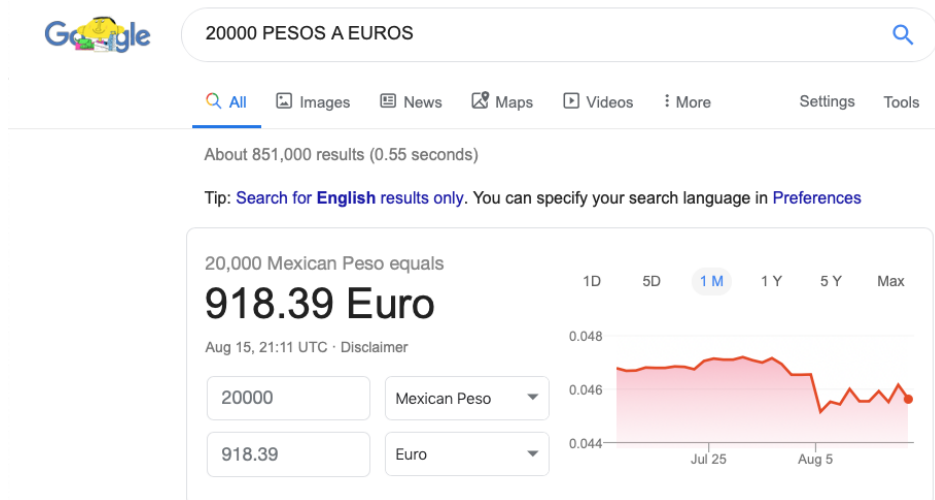 Google
20000 PESOS A EUROS
All Images News Maps Videos More Settings Tools
About 851,000 results (0.55 seconds)
Tip: Search for English results only. You can specify your search language in Preferences
20,000 Mexican Peso equals
918.39 Euro
Aug 15, 21:11 UTC · Disclaimer
20000 Mexican Peso
918.39 Euro
1D 5D 1 M 1 Y 5 Y Max
0.048
0.046
0.044
Jul 25 Aug 5